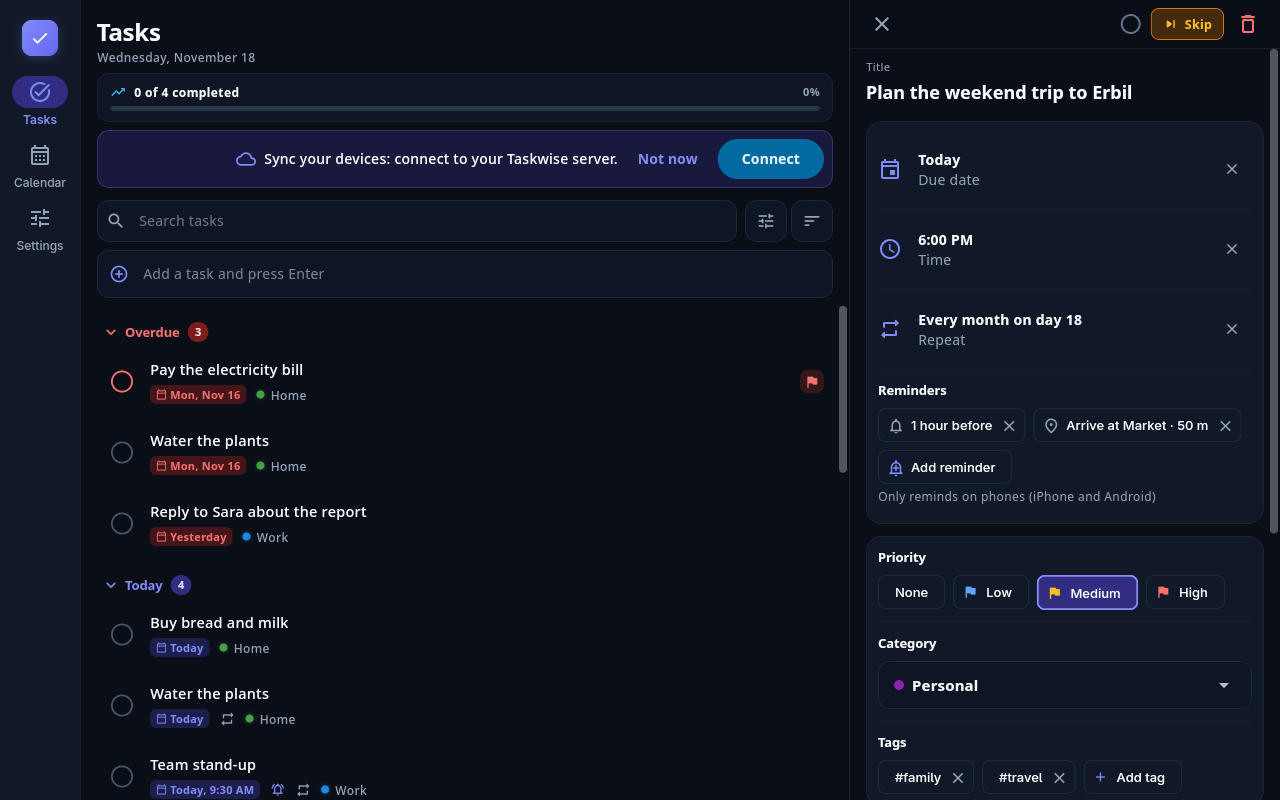 Tasks
Calendar
Settings
Tasks
Wednesday, November 18
0 of 4 completed
0%
Sync your devices: connect to your Taskwise server.
Not now
Connect
Search tasks
Add a task and press Enter
Overdue 3
Pay the electricity bill
Mon, Nov 16 Home
Water the plants
Mon, Nov 16 Home
Reply to Sara about the report
Yesterday Work
Today 4
Buy bread and milk
Today Home
Water the plants
Today Home
Team stand-up
Today, 9:30 AM Work
Skip
Title
Plan the weekend trip to Erbil
Today
Due date
6:00 PM
Time
Every month on day 18
Repeat
Reminders
1 hour before
Arrive at Market · 50 m
Add reminder
Only reminds on phones (iPhone and Android)
Priority
None Low Medium High
Category
Personal
Tags
#family #travel Add tag